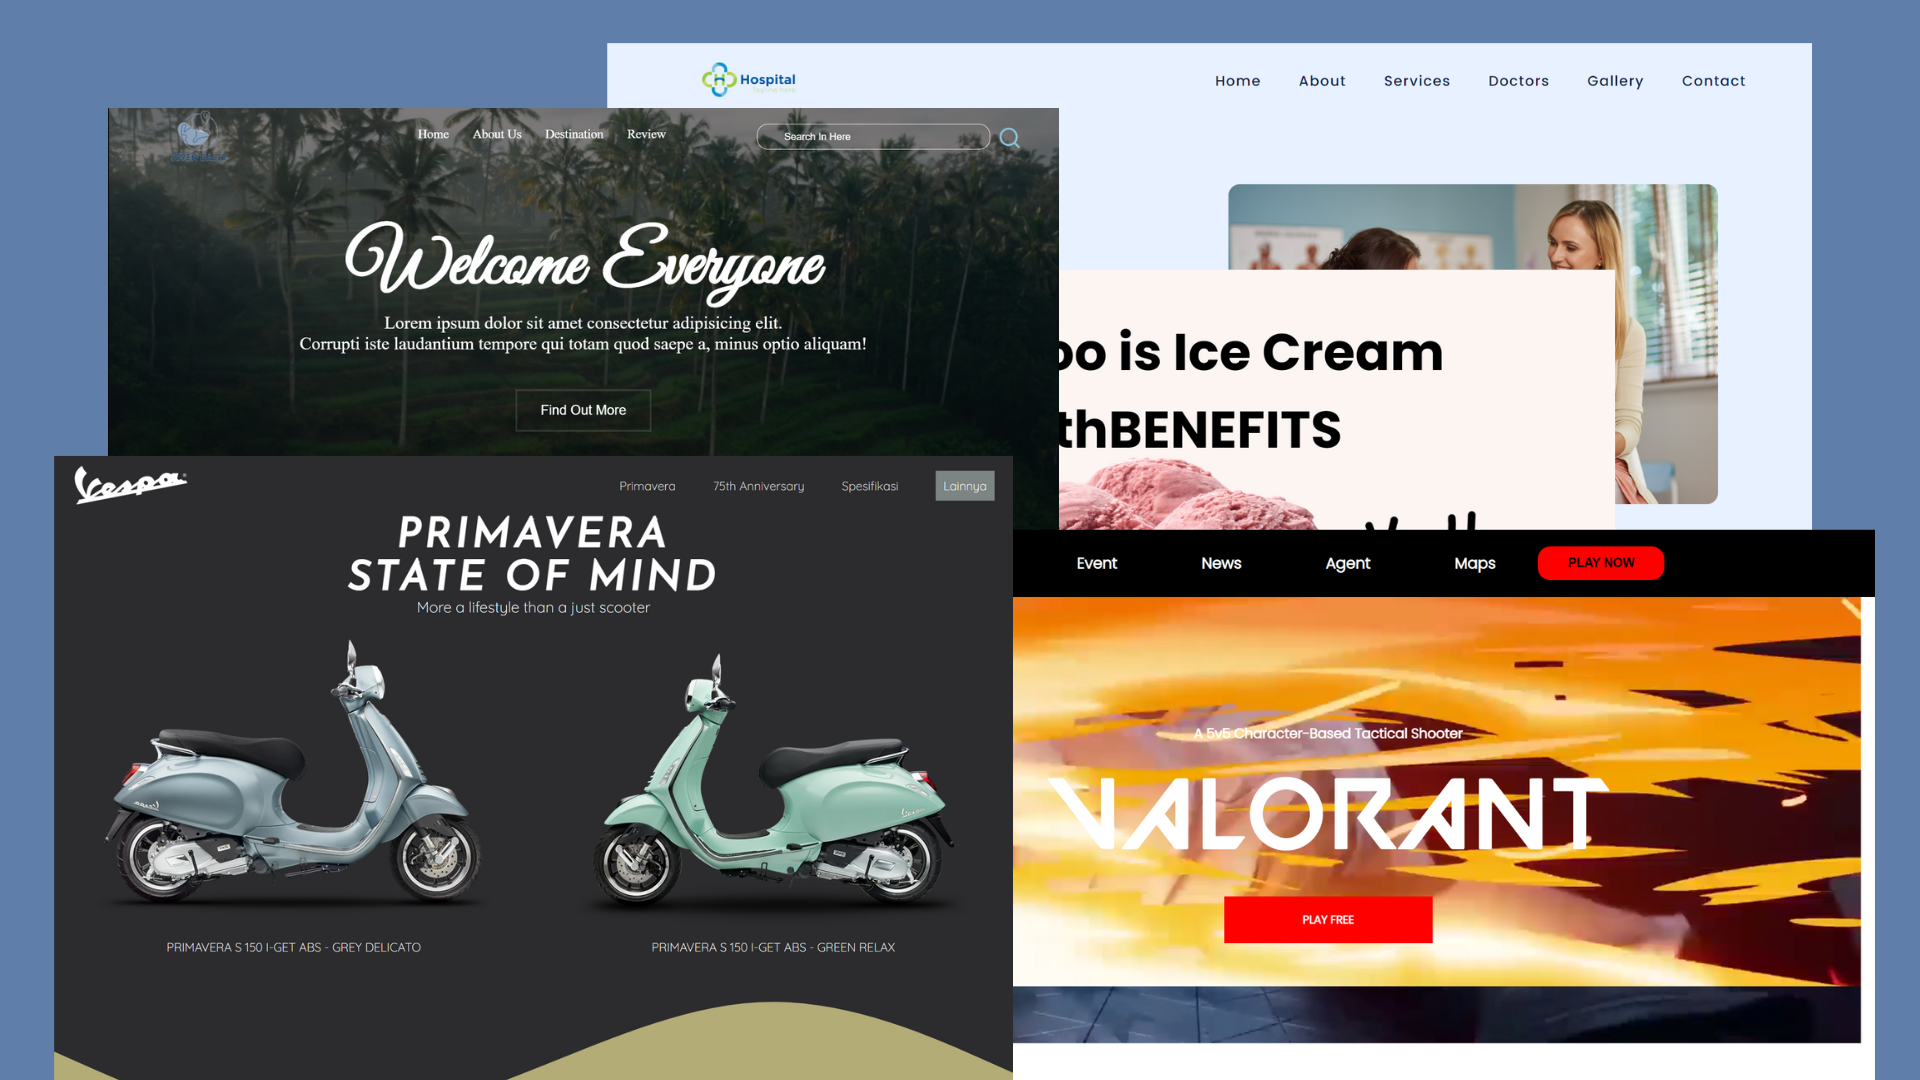 Hospital
Home About Services Doctors Gallery Contact
Home About Us Destination Review
Search In Here
Welcome Everyone
Lorem ipsum dolor sit amet consectetur adipisicing elit.
Corrupti iste laudantium tempore qui totam quod saepe a, minus optio aliquam!
Find Out More
is Ice Cream
BENEFITS
Vespa
Primavera 75th Anniversary Spesifikasi Lainnya
PRIMAVERA
STATE OF MIND
More a lifestyle than a just scooter
PRIMAVERA S 150 I-GET ABS - GREY DELICATO
PRIMAVERA S 150 I-GET ABS - GREEN RELAX
Event News Agent Maps PLAY NOW
A 5v5 Character-Based Tactical Shooter
VALORANT
PLAY FREE